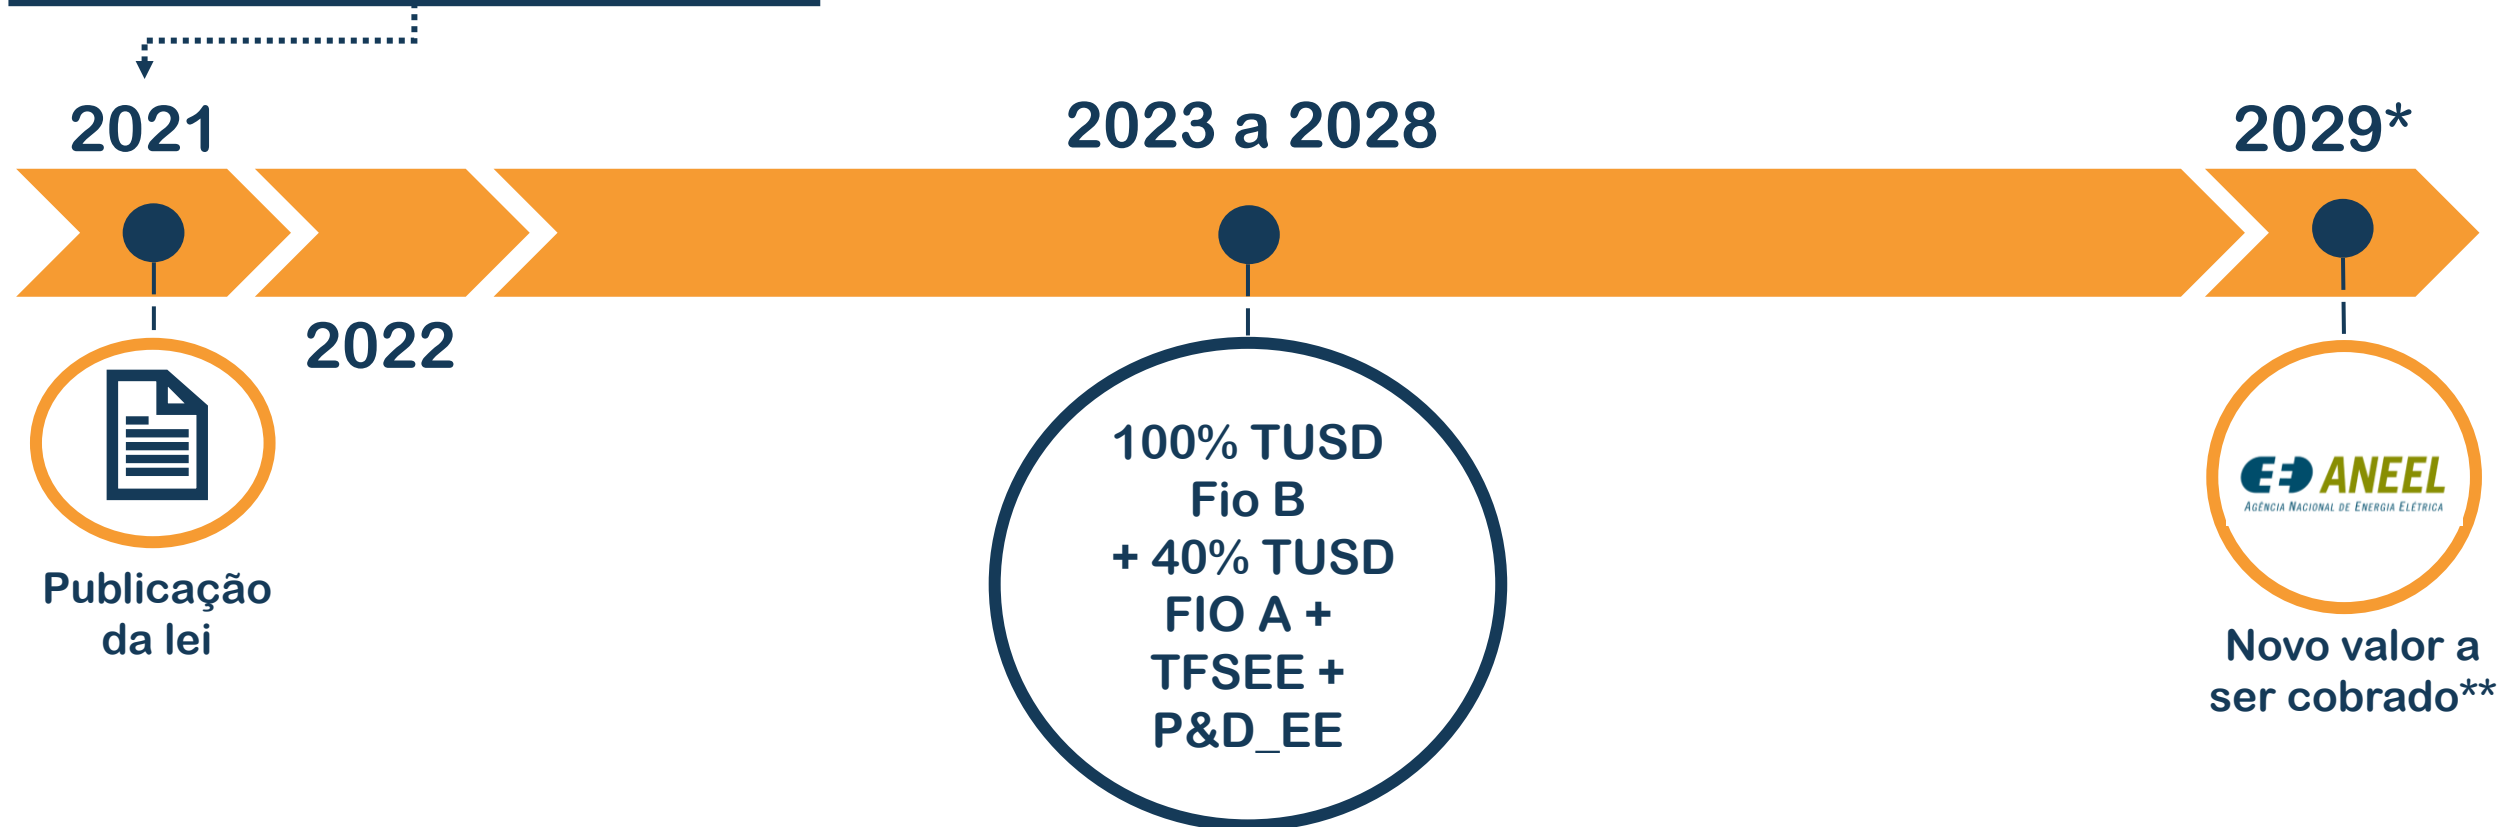 2021
2023 a 2028
2029*
2022
Publicação
da lei
100% TUSD
Fio B
+ 40% TUSD
FIO A +
TFSEE +
P&D_EE
ANEEL
AGÊNCIA NACIONAL DE ENERGIA ELÉTRICA
Novo valor a
ser cobrado**